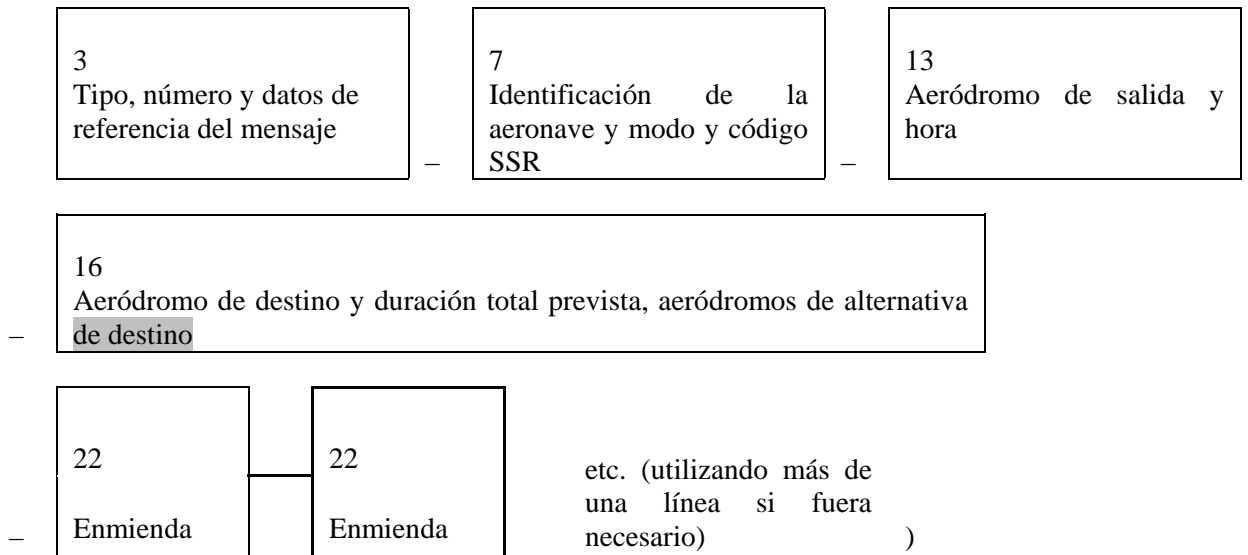 3
Tipo, número y datos de
referencia del mensaje
–
7
Identificación de la
aeronave y modo y código
SSR
–
13
Aeródromo de salida y
hora
–
16
Aeródromo de destino y duración total prevista, aeródromos de alternativa
de destino
–
22
Enmienda
22
Enmienda
etc. (utilizando más de
una línea si fuera
necesario)
)